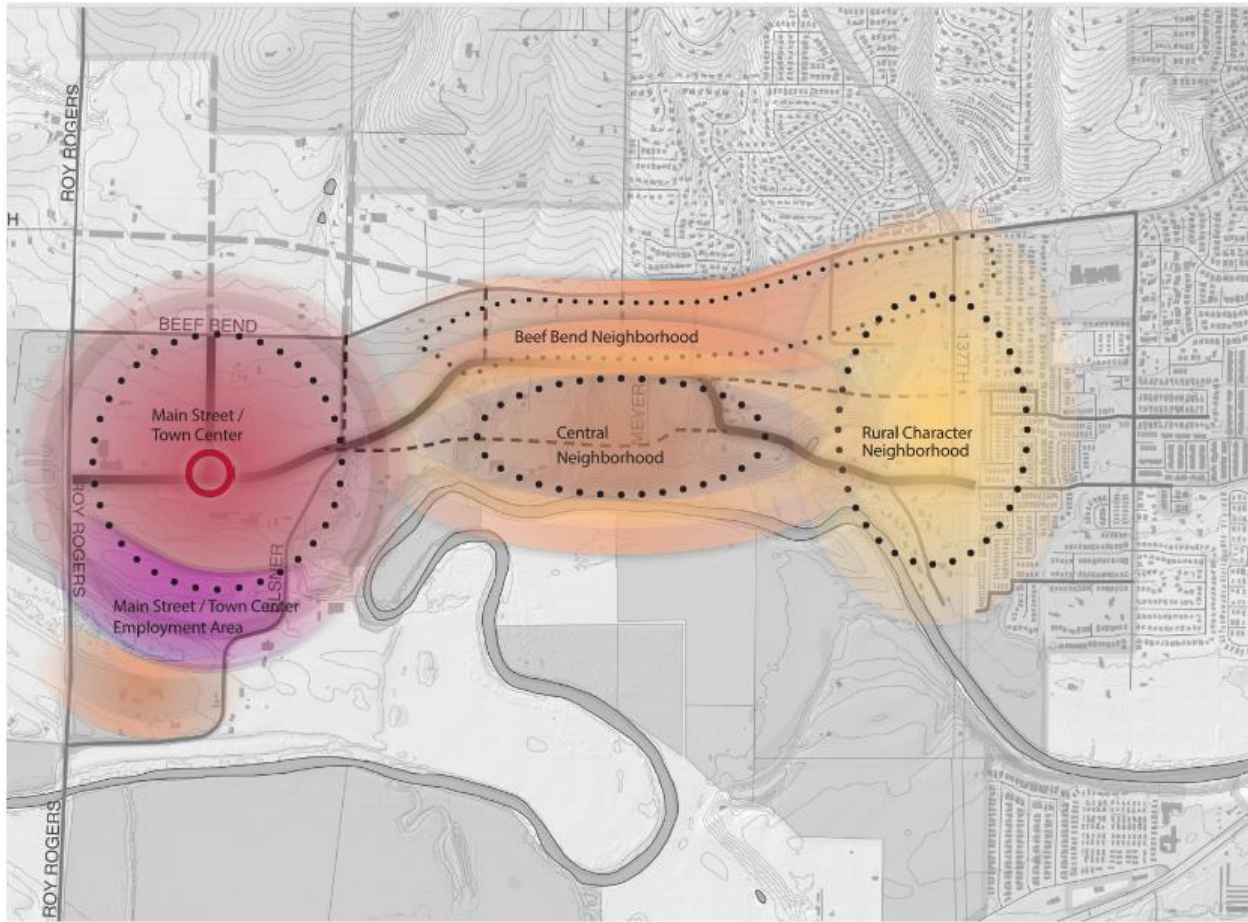 ROY ROGERS
H
BEEF BEND
Beef Bend Neighborhood
137TH
Main Street /
Town Center
MEYER
Central
Neighborhood
Rural Character
Neighborhood
ROY ROGERS
ELSNER
Main Street / Town Center
Employment Area
ROY ROGERS